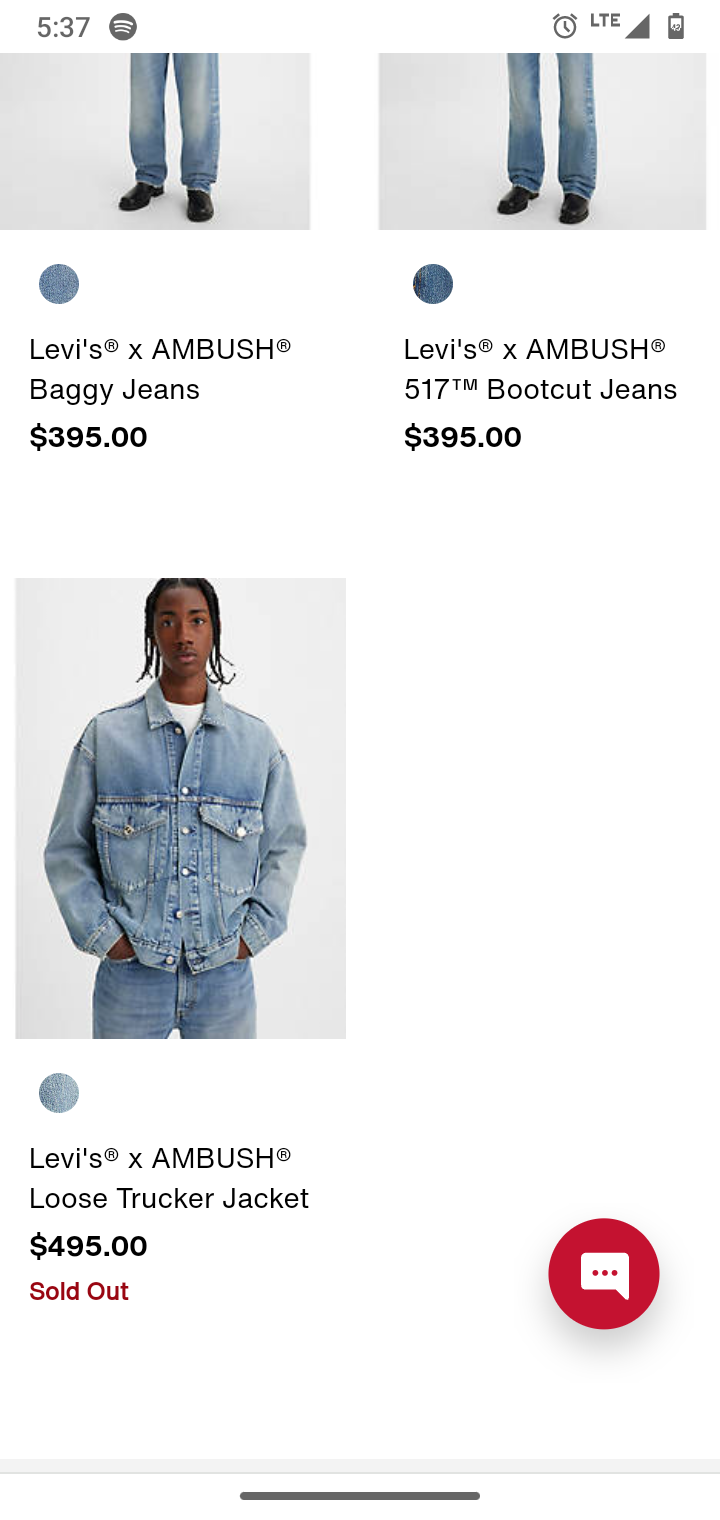 5:37
LTE
42
Levi's® x AMBUSH®
Baggy Jeans
$395.00
Levi's® x AMBUSH®
517™ Bootcut Jeans
$395.00
Levi's® x AMBUSH®
Loose Trucker Jacket
$495.00
Sold Out